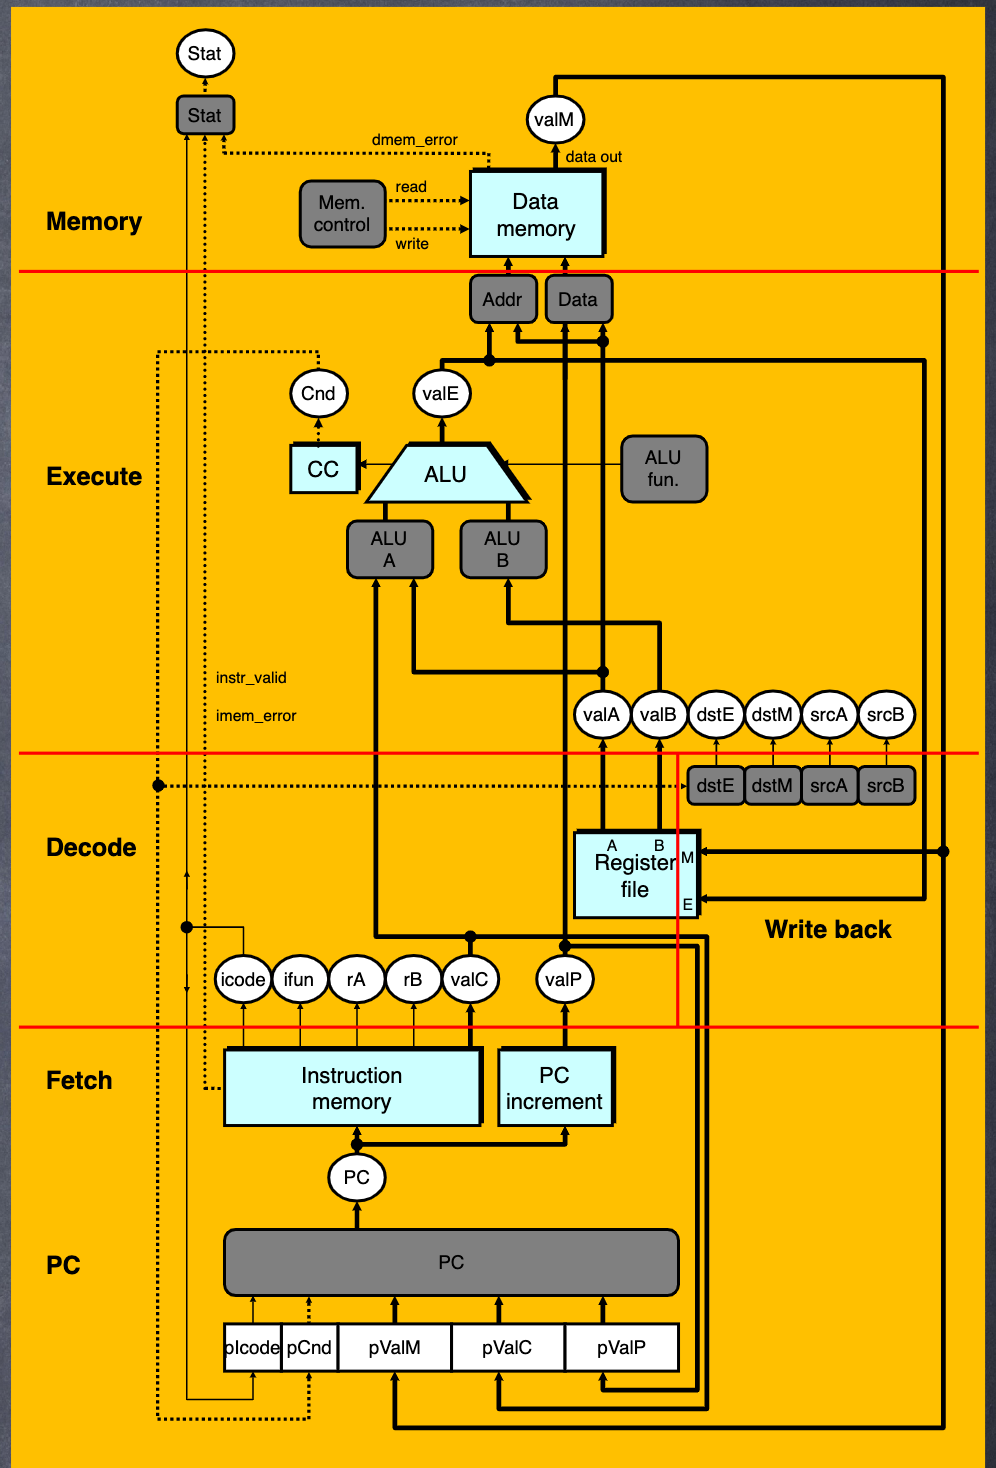 Stat
Stat
valM
dmem_error
data out
read
Mem.
control
write
Data
memory
Memory
Addr
Data
Cnd
valE
CC
ALU
ALU
fun.
Execute
ALU
A
ALU
B
instr_valid
imem_error
valA
valB
dstE
dstM
srcA
srcB
dstE
dstM
srcA
srcB
Decode
A
B
Register
file
M
E
Write back
icode
ifun
rA
rB
valC
valP
Fetch
Instruction
memory
PC
increment
PC
PC
PC
pIcode
pCnd
pValM
pValC
pValP